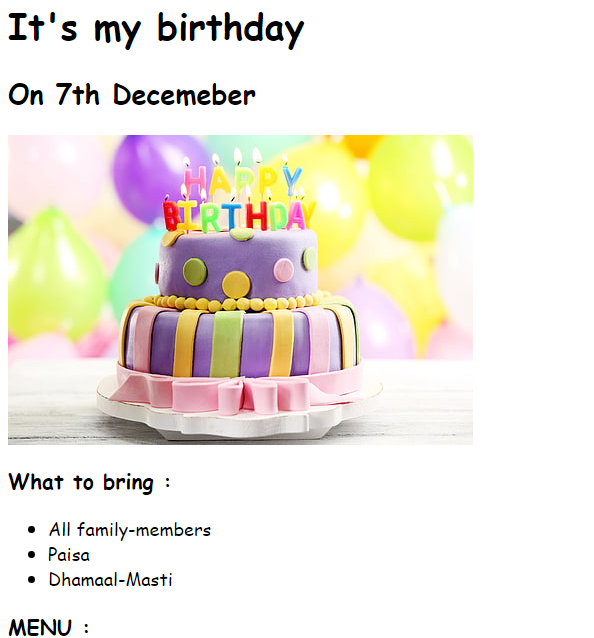 It's my birthday
On 7th Decemeber
HAPPY
BIRTHDAY
What to bring :
All family-members
Paisa
Dhamaal-Masti
MENU :